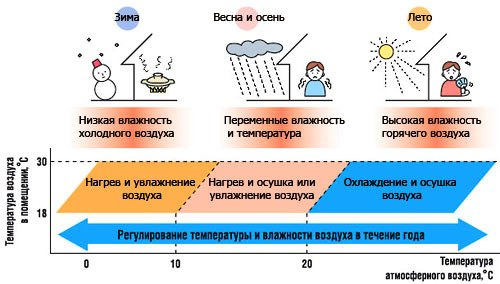 Зима
Весна и осень
Лето
Низкая влажность
холодного воздуха
Переменные влажность
и температура
Высокая влажность
горячего воздуха
Температура воздуха
в помещении,°С
30
18
Нагрев и увлажнение
воздуха
Нагрев и осушка или
увлажнение воздуха
Охлаждение и осушка
воздуха
Регулирование температуры и влажности воздуха в течение года
0
10
20
Температура
атмосферного воздуха,°С